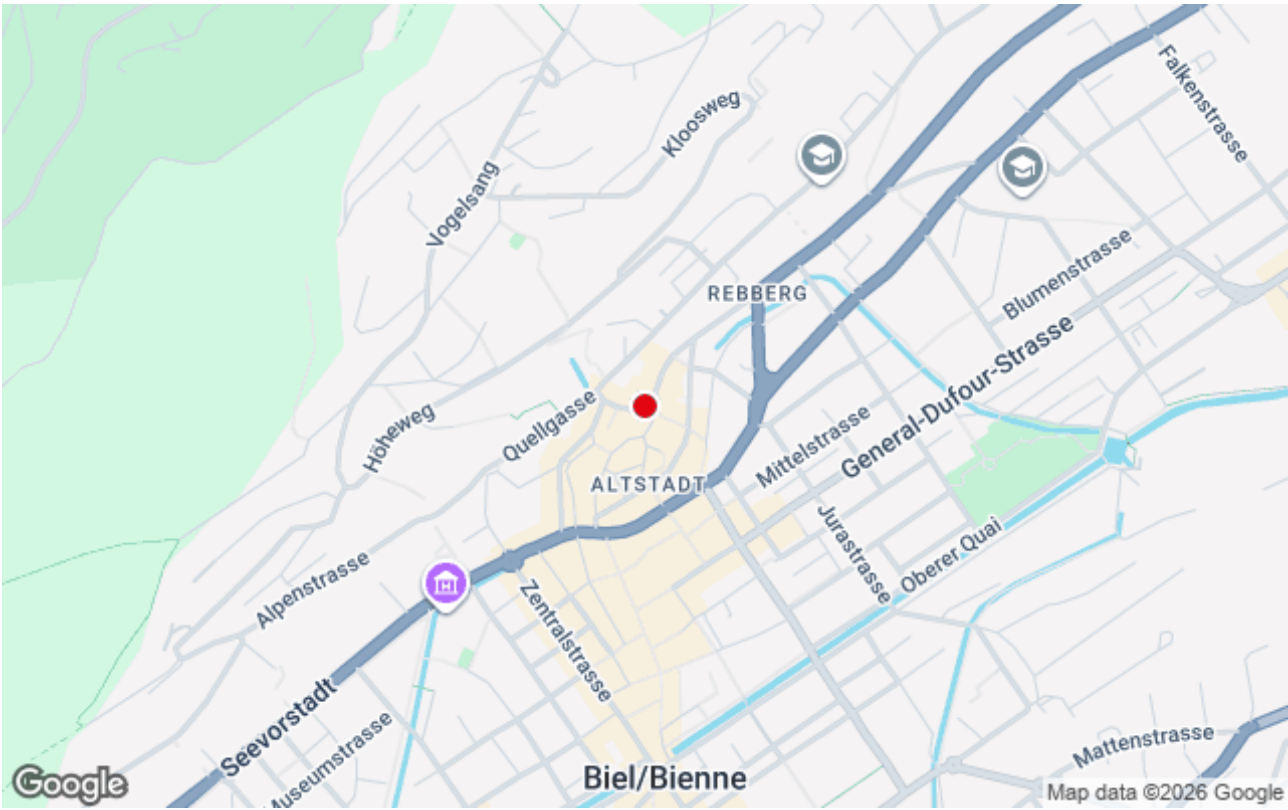 Falkenstrasse
Kloosweg
Vogelsang
Blumenstrasse
REBBERG
General-Dufour-Strasse
Höheweg
Quellgasse
Mittelstrasse
ALTSTADT
Jurastrasse
Oberer Quai
Alpenstrasse
Zentralstrasse
Seevorstadt
Museumstrasse
Mattenstrasse
Biel/Bienne
Google
Map data ©2026 Google